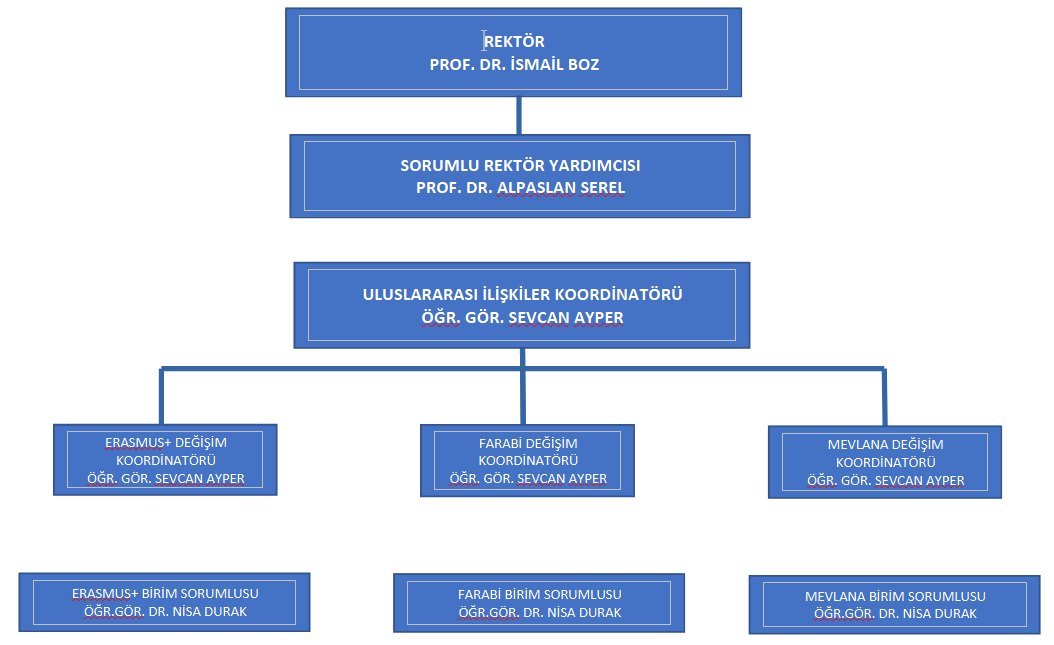 REKTÖR
PROF. DR. İSMAİL BOZ
SORUMLU REKTÖR YARDIMCISI
PROF. DR. ALPASLAN SEREL
ULUSLARARASI İLİŞKİLER KOORDİNATÖRÜ
ÖĞR. GÖR. SEVCAN AYPER
ERASMUS+ DEĞİŞİM
KOORDİNATÖRÜ
ÖĞR. GÖR. SEVCAN AYPER
FARABİ DEĞİŞİM
KOORDİNATÖRÜ
ÖĞR. GÖR. SEVCAN AYPER
MEVLANA DEĞİŞİM
KOORDİNATÖRÜ
ÖĞR. GÖR. SEVCAN AYPER
ERASMUS+ BİRİM SORUMLUSU
ÖĞR.GÖR. DR. NİSA DURAK
FARABİ BİRİM SORUMLUSU
ÖĞR.GÖR. DR. NİSA DURAK
MEVLANA BİRİM SORUMLUSU
ÖĞR.GÖR. DR. NİSA DURAK